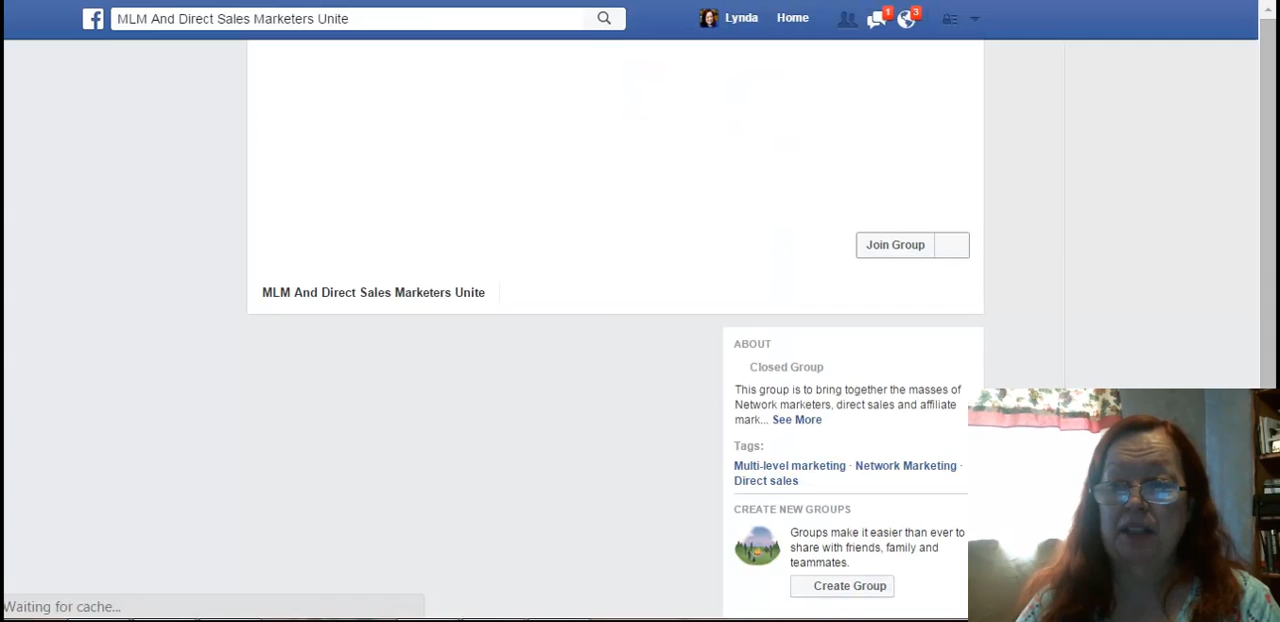 MLM And Direct Sales Marketers Unite
Lynda Home 1 3
Join Group
MLM And Direct Sales Marketers Unite
ABOUT
Closed Group
This group is to bring together the masses of
Network marketers, direct sales and affiliate
mark... See More
Tags:
Multi-level marketing · Network Marketing ·
Direct sales
CREATE NEW GROUPS
Groups make it easier than ever to
share with friends, family and
teammates.
Create Group
Waiting for cache...